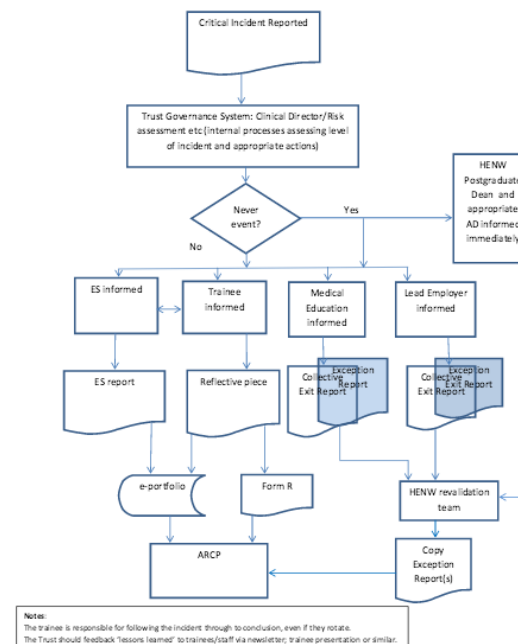 Critical Incident Reported
Trust Governance System: Clinical Director/Risk
assessment etc (internal processes assessing level
of incident and appropriate actions)
HENW
Postgraduate
Dean and
appropriate
AD informed
immediately
Never
event?
Yes
No
ES informed
Trainee
informed
Medical
Education
informed
Lead Employer
informed
ES report
Reflective piece
Collective
Exit Report
Exception
Report
Collective
Exit Report
Exception
Exit Report
e-portfolio
Form R
HENW revalidation
team
ARCP
Copy
Exception
Report(s)
Notes:
The trainee is responsible for following the incident through to conclusion, even if they rotate.
The Trust should feedback 'lessons learned' to trainees/staff via newsletter; trainee presentation or similar.